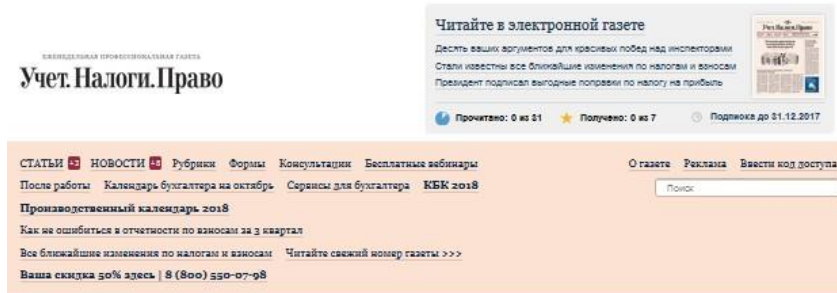 Читайте в электронной газете
Десять ваших аргументов для красивых побед над инспекторами
Стали известны все ближайшие изменения по налогам и взносам
Президент подписал выгодные поправки по налогу на прибыль
Прочитано: 0 из 31 Получено: 0 из 7 Подписка до 31.12.2017
ЕЖЕНЕДЕЛЬНАЯ ПРОФЕССИОНАЛЬНАЯ ГАЗЕТА
Учет.Налоги.Право
СТАТЬИ НОВОСТИ Рубрики Формы Консультации Бесплатные вебинары О газете Реклама Ввести код доступа
После работы Календарь бухгалтера на октябрь Сервисы для бухгалтера КБК 2018 Поиск
Производственный календарь 2018
Как не ошибиться в отчетности по взносам за 3 квартал
Все ближайшие изменения по налогам и взносам Читайте свежий номер газеты >>>
Ваша скидка 50% здесь | 8 (800) 550-07-98